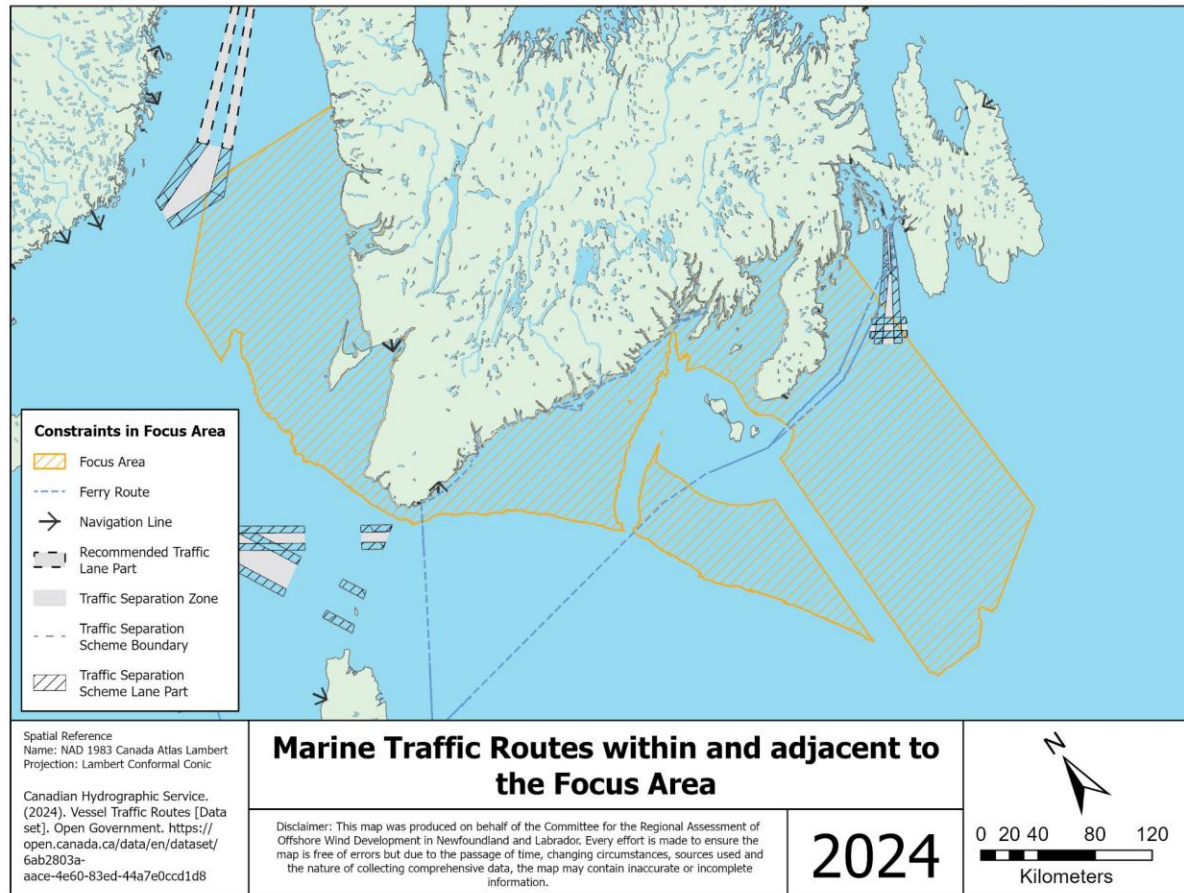 Constraints in Focus Area
Focus Area
Ferry Route
Navigation Line
Recommended Traffic
Lane Part
Traffic Separation Zone
Traffic Separation
Scheme Boundary
Traffic Separation
Scheme Lane Part
Spatial Reference
Name: NAD 1983 Canada Atlas Lambert
Projection: Lambert Conformal Conic
Canadian Hydrographic Service.
(2024). Vessel Traffic Routes [Data
set]. Open Government. https://
open.canada.ca/data/en/dataset/
6ab2803a-
aace-4e60-83ed-44a7e0ccd1d8
Marine Traffic Routes within and adjacent to
the Focus Area
Disclaimer: This map was produced on behalf of the Committee for the Regional Assessment of
Offshore Wind Development in Newfoundland and Labrador. Every effort is made to ensure the
map is free of errors but due to the passage of time, changing circumstances, sources used and
the nature of collecting comprehensive data, the map may contain inaccurate or incomplete
information.
2024
N
0 20 40 80 120
Kilometers